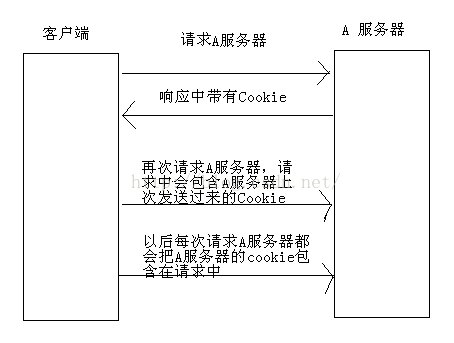 客户端
A 服务器
请求A服务器
响应中带有Cookie
再次请求A服务器，请
求中会包含A服务器上
次发送过来的Cookie
以后每次请求A服务器都
会把A服务器的cookie包
含在请求中